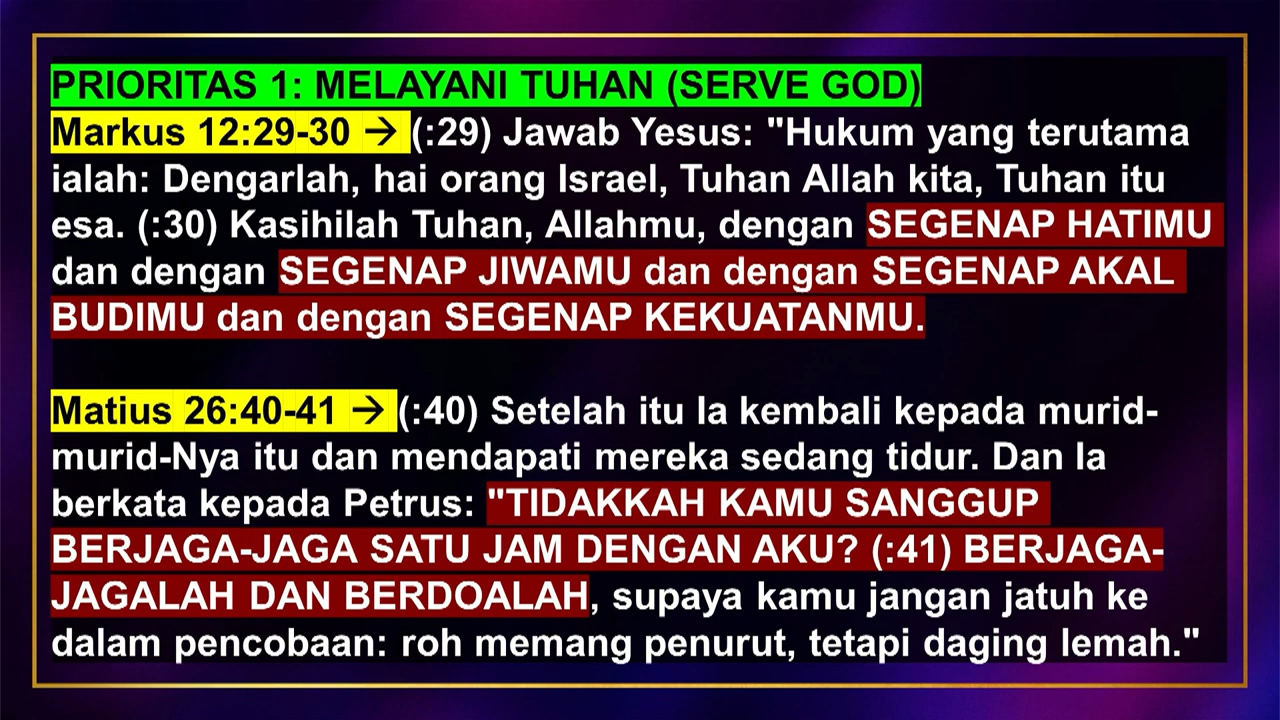 PRIORITAS 1: MELAYANI TUHAN (SERVE GOD)
Markus 12:29-30 → (:29) Jawab Yesus: "Hukum yang terutama
ialah: Dengarlah, hai orang Israel, Tuhan Allah kita, Tuhan itu
esa. (:30) Kasihilah Tuhan, Allahmu, dengan SEGENAP HATIMU
dan dengan SEGENAP JIWAMU dan dengan SEGENAP AKAL
BUDIMU dan dengan SEGENAP KEKUATANMU.
Matius 26:40-41 → (:40) Setelah itu Ia kembali kepada murid-
murid-Nya itu dan mendapati mereka sedang tidur. Dan Ia
berkata kepada Petrus: "TIDAKKAH KAMU SANGGUP
BERJAGA-JAGA SATU JAM DENGAN AKU? (:41) BERJAGA-
JAGALAH DAN BERDOALAH, supaya kamu jangan jatuh ke
dalam pencobaan: roh memang penurut, tetapi daging lemah."